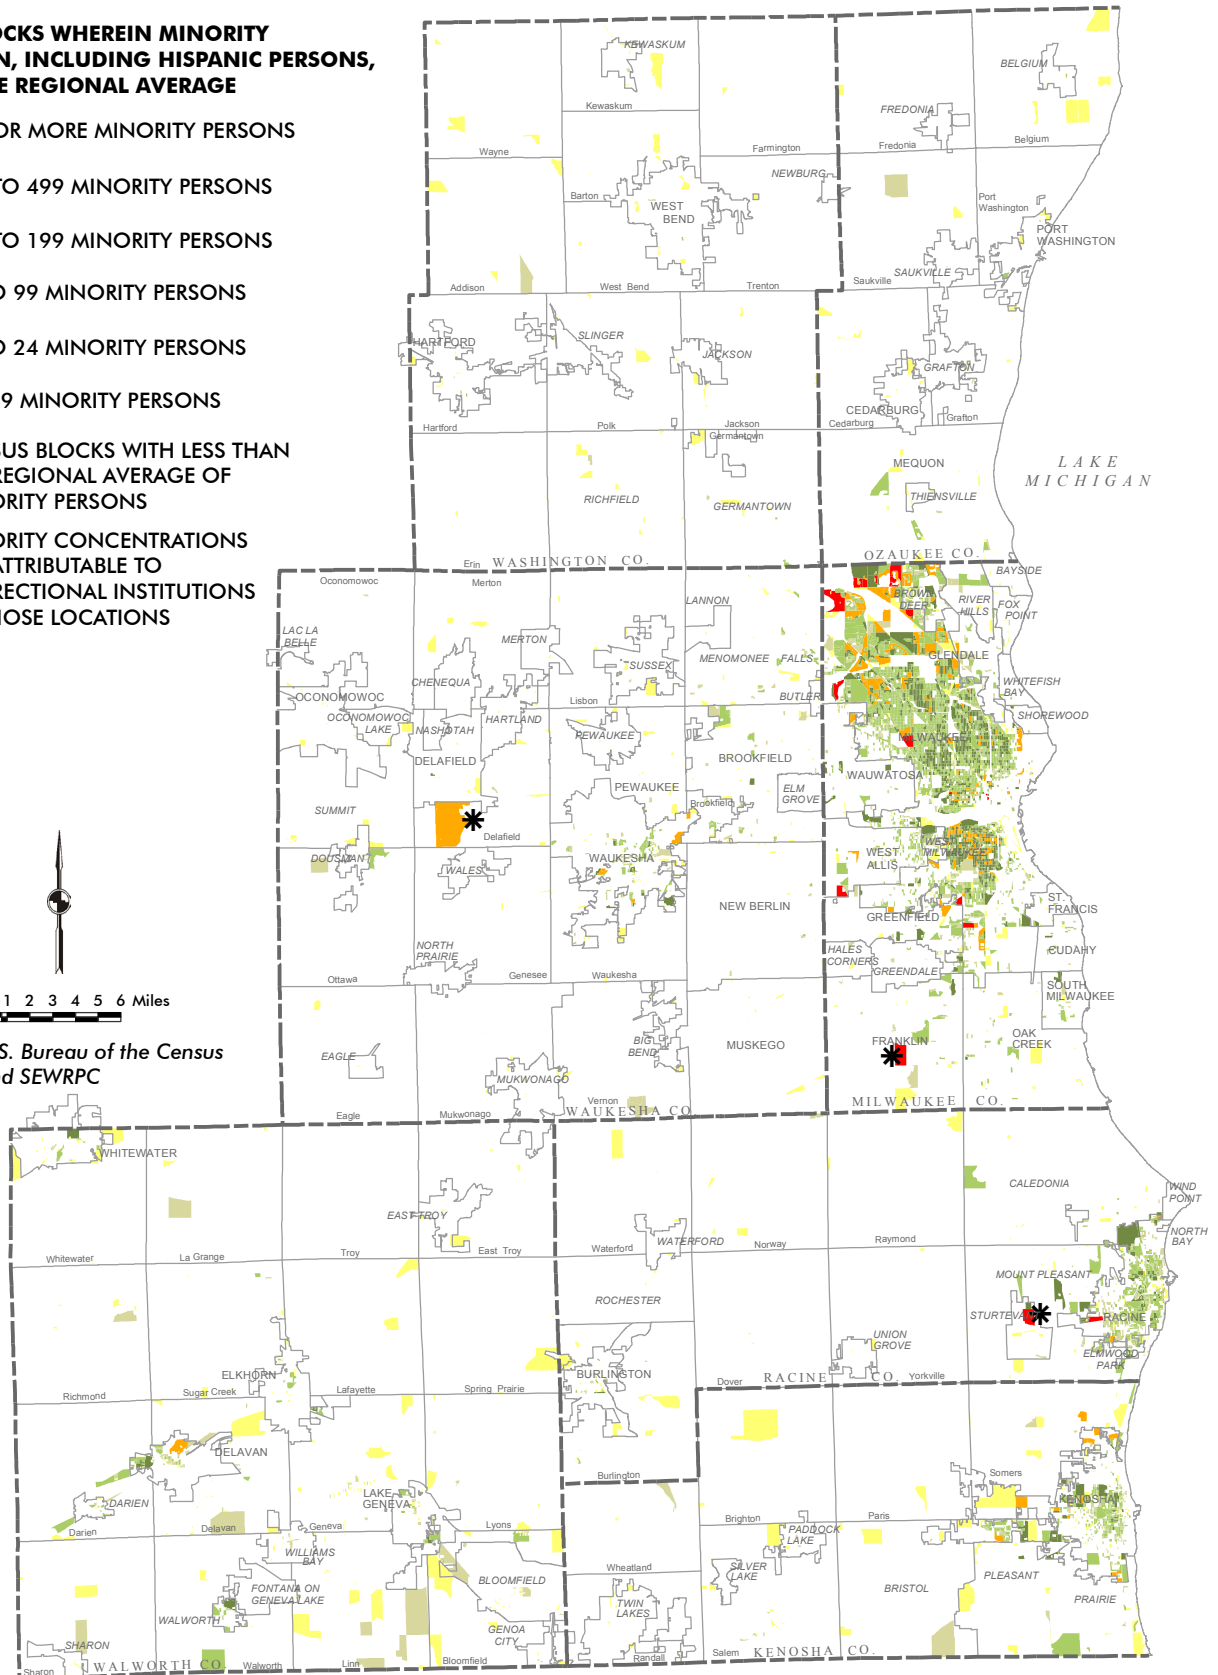 OCKS WHEREIN MINORITY
N, INCLUDING HISPANIC PERSONS,
E REGIONAL AVERAGE
OR MORE MINORITY PERSONS
TO 499 MINORITY PERSONS
TO 199 MINORITY PERSONS
O 99 MINORITY PERSONS
O 24 MINORITY PERSONS
9 MINORITY PERSONS
SUS BLOCKS WITH LESS THAN
REGIONAL AVERAGE OF
ORITY PERSONS
ORITY CONCENTRATIONS
ATTRIBUTABLE TO
RECTIONAL INSTITUTIONS
HOSE LOCATIONS
KEWASKUM
BELGIUM
Kewaskum
FREDONIA
Wayne
Farmington
Fredonia
Belgium
NEWBURG
Barton
WEST
BEND
Port
Washington
PORT
WASHINGTON
SAUKVILLE
Saukville
Addison
West Bend
Trenton
HARTFORD
SLINGER
JACKSON
GRAFTON
CEDARBURG
Hartford
Polk
Jackson
Germantown
Cedarburg
Grafton
LAKE
MICHIGAN
MEQUON
THIENSVILLE
RICHFIELD
GERMANTOWN
Erin
WASHINGTON CO.
OZAUKEE CO.
Oconomowoc
Merton
BAYSIDE
BROWN
DEER
RIVER
HILLS
FOX
POINT
LANNON
LAC LA
BELLE
MERTON
SUSSEX
MENOMONEE FALLS
GLENDALE
CHENEQUA
OCONOMOWOC
BUTLER
WHITEFISH
BAY
Lisbon
OCONOMOWOC
LAKE
NASHOTAH
HARTLAND
PEWAUKEE
SHOREWOOD
MILWAUKEE
DELAFIELD
BROOKFIELD
WAUWATOSA
PEWAUKEE
ELM
GROVE
Brookfield
SUMMIT
Delafield
DOUSMAN
WALES
WAUKESHA
WEST
MILWAUKEE
WEST
ALLIS
NEW BERLIN
ST.
FRANCIS
GREENFIELD
NORTH
PRAIRIE
HALES
CORNERS
CUDAHY
GREENDALE
Ottawa
Genesee
Waukesha
SOUTH
MILWAUKEE
1 2 3 4 5 6 Miles
S. Bureau of the Census
d SEWRPC
EAGLE
BIG
BEND
MUSKEGO
FRANKLIN
OAK
CREEK
MUKWONAGO
Eagle
Mukwonago
Vernon
WAUKESHA CO.
MILWAUKEE CO.
WHITEWATER
CALEDONIA
WIND
POINT
EAST TROY
NORTH
BAY
Whitewater
La Grange
Troy
East Troy
Waterford
WATERFORD
Norway
Raymond
MOUNT PLEASANT
ROCHESTER
STURTEVA
RACINE
UNION
GROVE
ELMWOOD
PARK
ELKHORN
BURLINGTON
Richmond
Sugar Creek
Lafayette
Spring Prairie
Dover
RACINE CO.
Yorkville
DELAVAN
Burlington
Somers
KENOSHA
LAKE
GENEVA
DARIEN
Darien
Delavan
Geneva
Lyons
Brighton
Paris
PADDOCK
LAKE
WILLIAMS
BAY
FONTANA ON
GENEVA LAKE
BLOOMFIELD
Wheatland
SILVER
LAKE
BRISTOL
PLEASANT
PRAIRIE
TWIN
LAKES
WALWORTH
GENOA
CITY
SHARON
Sharon
WALWORTH CO.
Walworth
Linn
Bloomfield
Randall
Salem
KENOSHA CO.